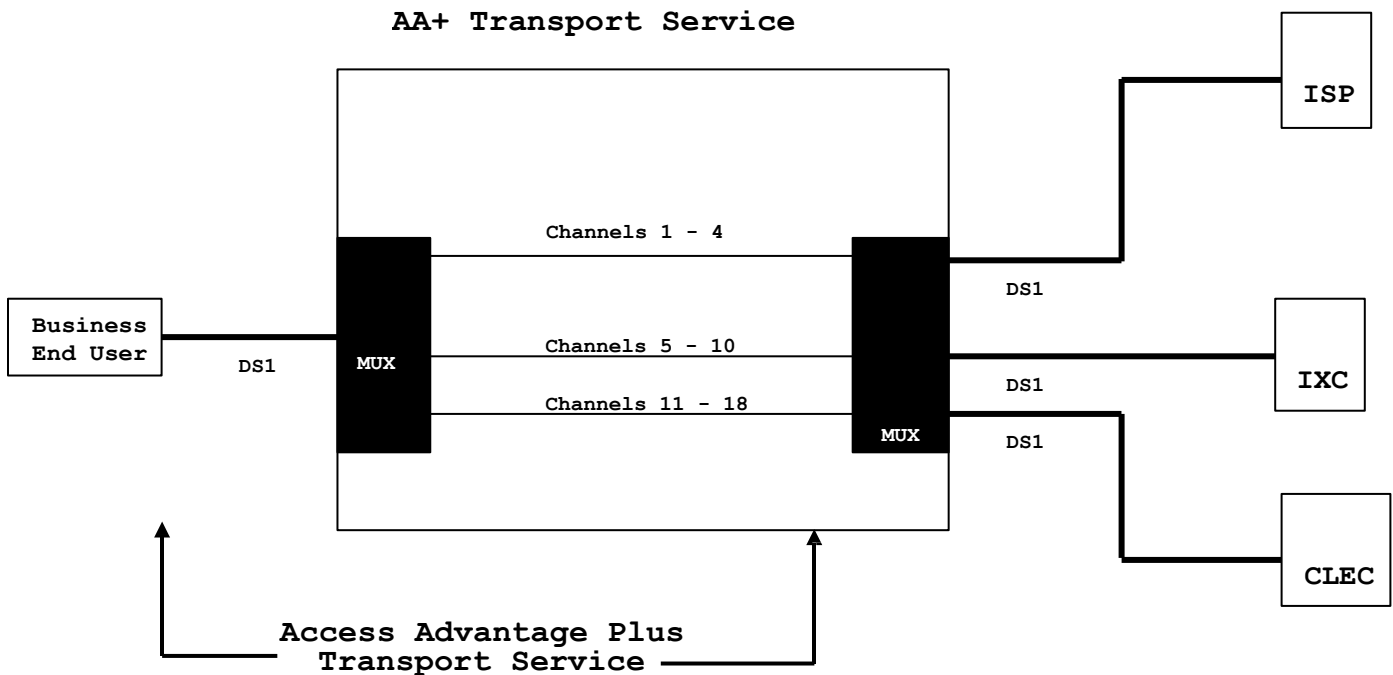 AA+ Transport Service
ISP
Channels 1 - 4
DS1
Business
End User
DS1
MUX
Channels 5 - 10
DS1
IXC
Channels 11 - 18
MUX
DS1
CLEC
Access Advantage Plus
Transport Service